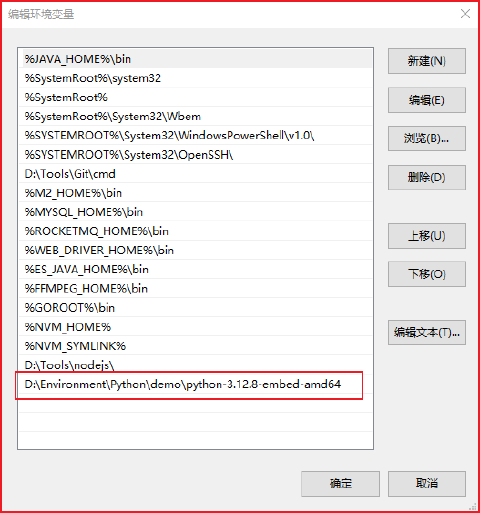 编辑环境变量
%JAVA_HOME%\bin
新建(N)
%SystemRoot%\system32
%SystemRoot%
编辑(E)
%SystemRoot%\System32\Wbem
%SYSTEMROOT%\System32\WindowsPowerShell\v1.0\
浏览(B)...
%SYSTEMROOT%\System32\OpenSSH\
D:\Tools\Git\cmd
删除(D)
%M2_HOME%\bin
%MYSQL_HOME%\bin
%ROCKETMQ_HOME%\bin
上移(U)
%WEB_DRIVER_HOME%\bin
%ES_JAVA_HOME%\bin
下移(O)
%FFMPEG_HOME%\bin
%GOROOT%\bin
%NVM_HOME%
编辑文本(T)...
%NVM_SYMLINK%
D:\Tools\nodejs\
D:\Environment\Python\demo\python-3.12.8-embed-amd64
确定
取消